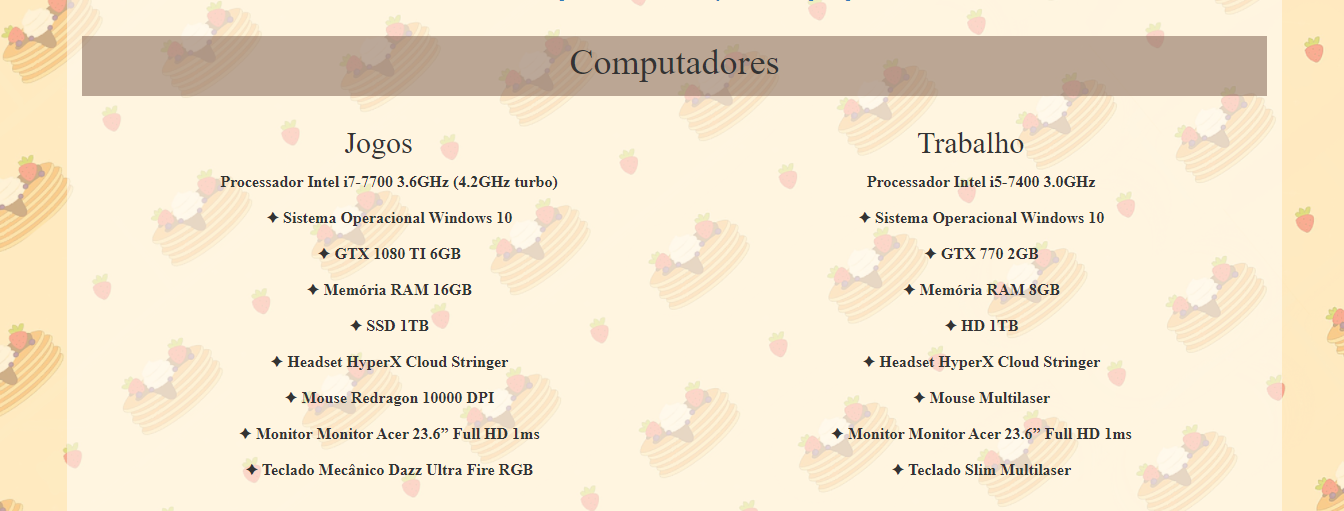 Computadores
Jogos
Processador Intel i7-7700 3.6GHz (4.2GHz turbo)
✦ Sistema Operacional Windows 10
✦ GTX 1080 TI 6GB
✦ Memória RAM 16GB
✦ SSD 1TB
✦ Headset HyperX Cloud Stringer
✦ Mouse Redragon 10000 DPI
✦ Monitor Monitor Acer 23.6” Full HD 1ms
✦ Teclado Mecânico Dazz Ultra Fire RGB
Trabalho
Processador Intel i5-7400 3.0GHz
✦ Sistema Operacional Windows 10
✦ GTX 770 2GB
✦ Memória RAM 8GB
✦ HD 1TB
✦ Headset HyperX Cloud Stringer
✦ Mouse Multilaser
✦ Monitor Monitor Acer 23.6” Full HD 1ms
✦ Teclado Slim Multilaser